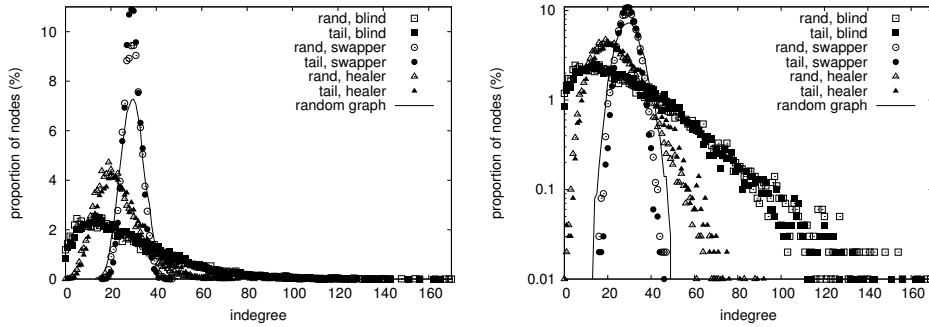 proportion of nodes (%)
10
8
6
4
2
0
0 20 40 60 80 100 120 140 160
indegree
rand, blind
tail, blind
rand, swapper
tail, swapper
rand, healer
tail, healer
random graph
proportion of nodes (%)
10
1
0.1
0.01
0 20 40 60 80 100 120 140 160
indegree
rand, blind
tail, blind
rand, swapper
tail, swapper
rand, healer
tail, healer
random graph